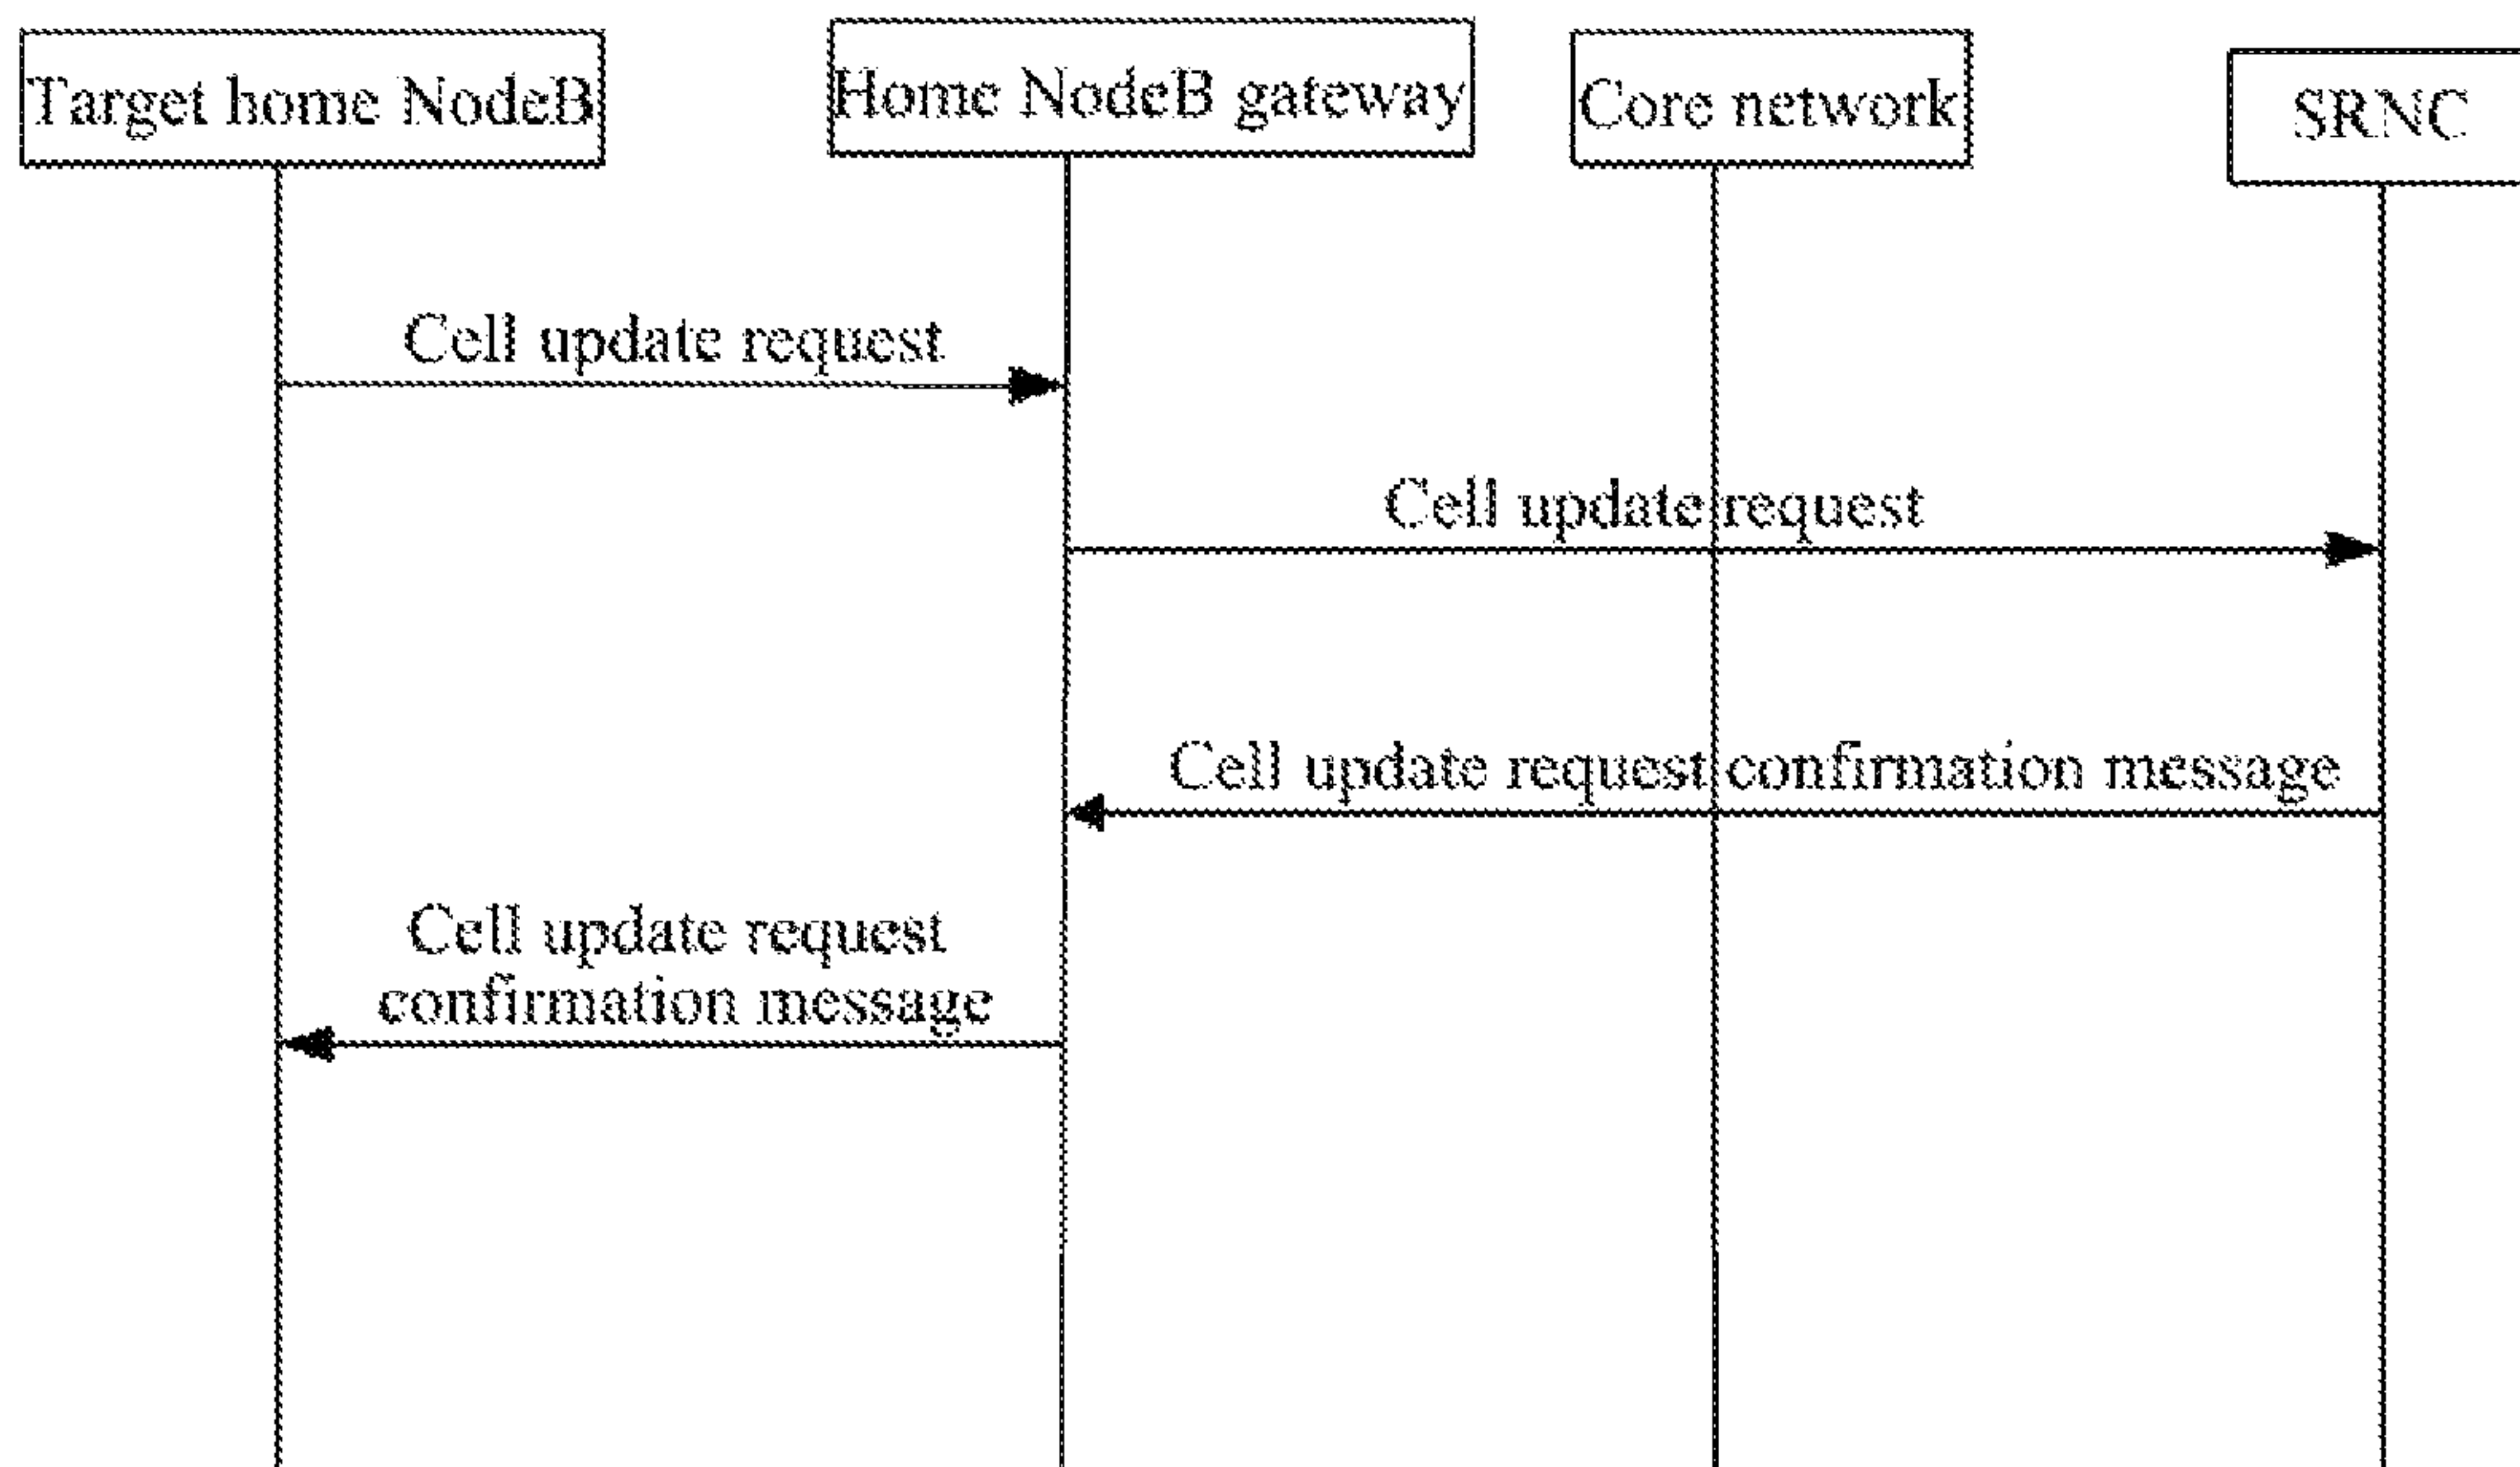 Target home NodeB
Home NodeB gateway
Core network
SRNC
Cell update request
Cell update request
Cell update request confirmation message
Cell update request
confirmation message